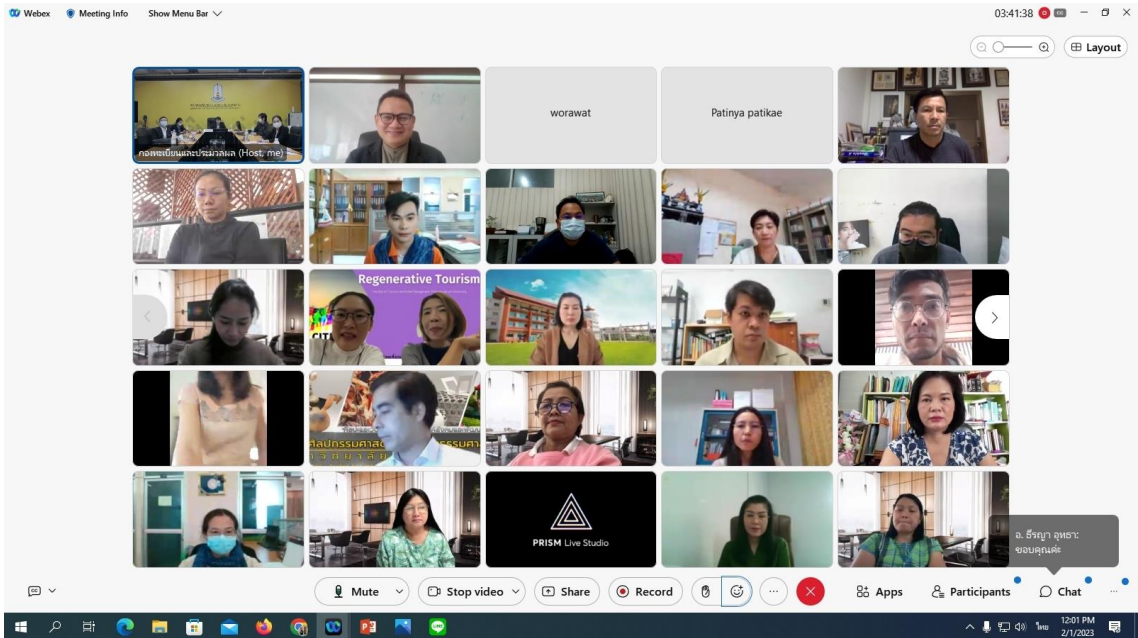 Webex
Meeting Info
Show Menu Bar
03:41:38
Layout
กองทะเบียนและประมวลผล (Host, me)
worawat
Patinya patikae
Regenerative Tourism
PRISM Live Studio
อ. ธีรญา อุทธา:
ขอบคุณค่ะ
Mute
Stop video
Share
Record
Apps
Participants
Chat
ไทย
12:01 PM
2/1/2023